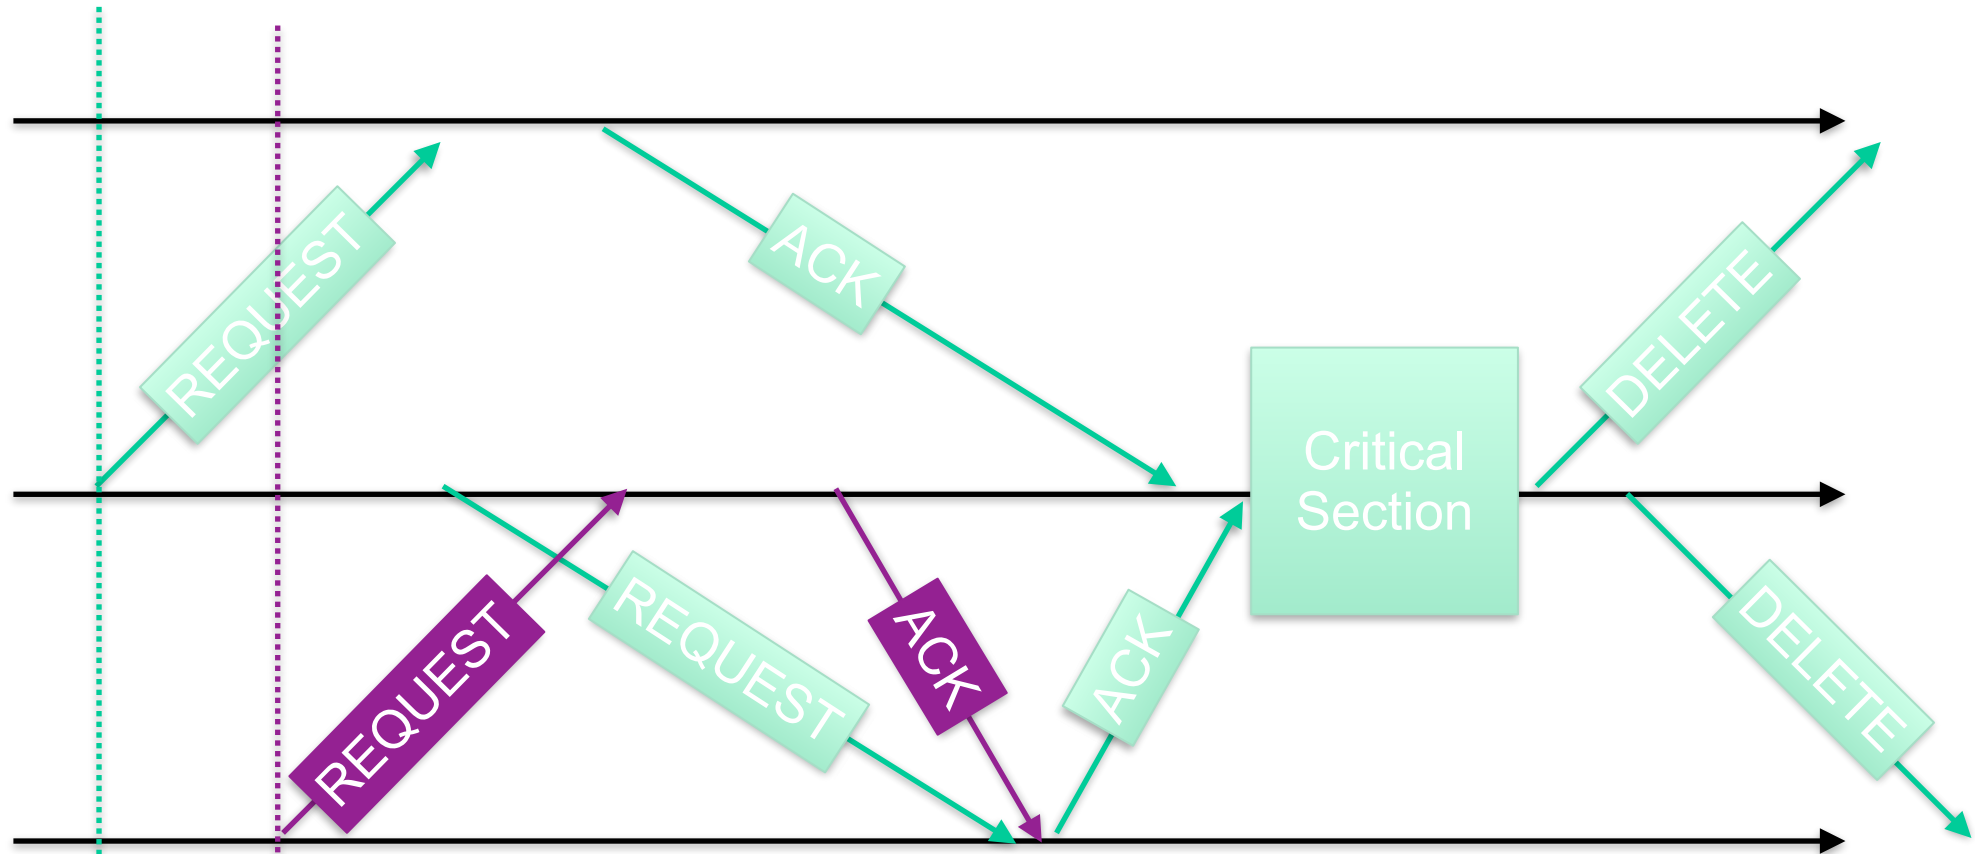 REQUEST
ACK
DELETE
Critical
Section
REQUEST
REQUEST
ACK
ACK
DELETE